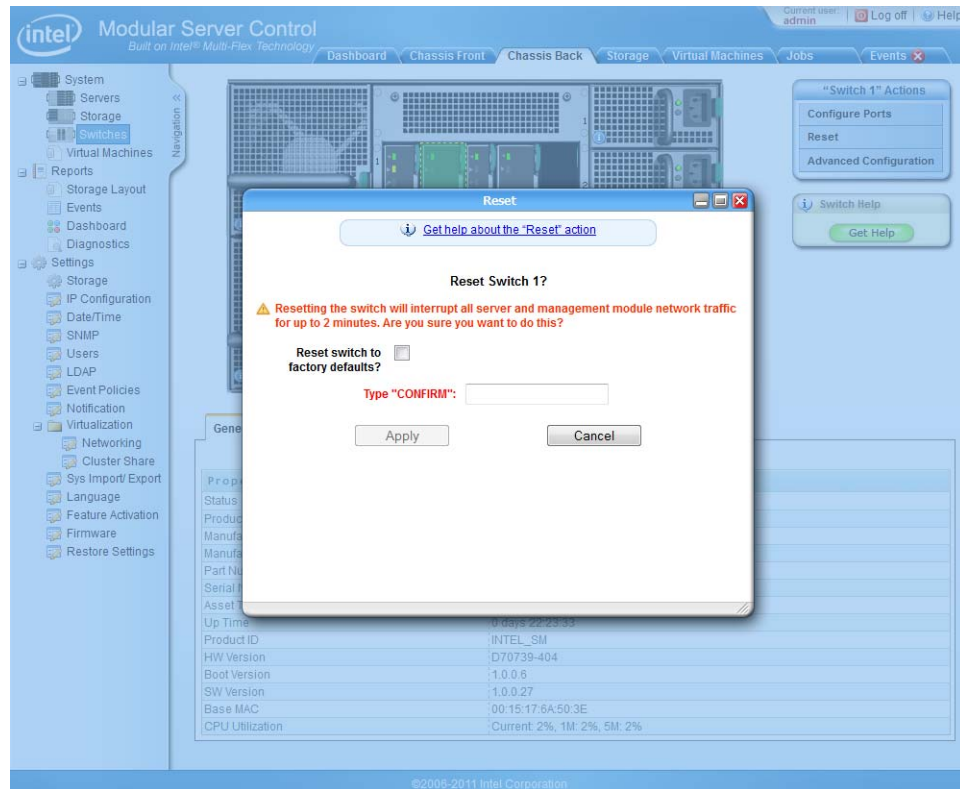 intel
Modular Server Control
Built on Intel® Multi-Flex Technology
Current user:
admin
Log off
Help
Dashboard
Chassis Front
Chassis Back
Storage
Virtual Machines
Jobs
Events
System
Servers
Storage
Switches
Virtual Machines
Reports
Storage Layout
Events
Dashboard
Diagnostics
Settings
Storage
IP Configuration
Date/Time
SNMP
Users
LDAP
Event Policies
Notification
Virtualization
Networking
Cluster Share
Sys Import/ Export
Language
Feature Activation
Firmware
Restore Settings
Navigation
1
1
2
"Switch 1" Actions
Configure Ports
Reset
Advanced Configuration
Switch Help
Get Help
Reset
Get help about the "Reset" action
Reset Switch 1?
Resetting the switch will interrupt all server and management module network traffic
for up to 2 minutes. Are you sure you want to do this?
Reset switch to
factory defaults?
Type "CONFIRM":
Apply
Cancel
Gene
Prope
Status
Produc
Manufa
Manufa
Part Nu
Serial
Asset T
Up Time 0 days 22:23:33
Product ID INTEL_SM
HW Version D70739-404
Boot Version 1.0.0.6
SW Version 1.0.0.27
Base MAC 00:15:17:6A:50:3E
CPU Utilization Current: 2%, 1M: 2%, 5M: 2%
©2006-2011 Intel Corporation